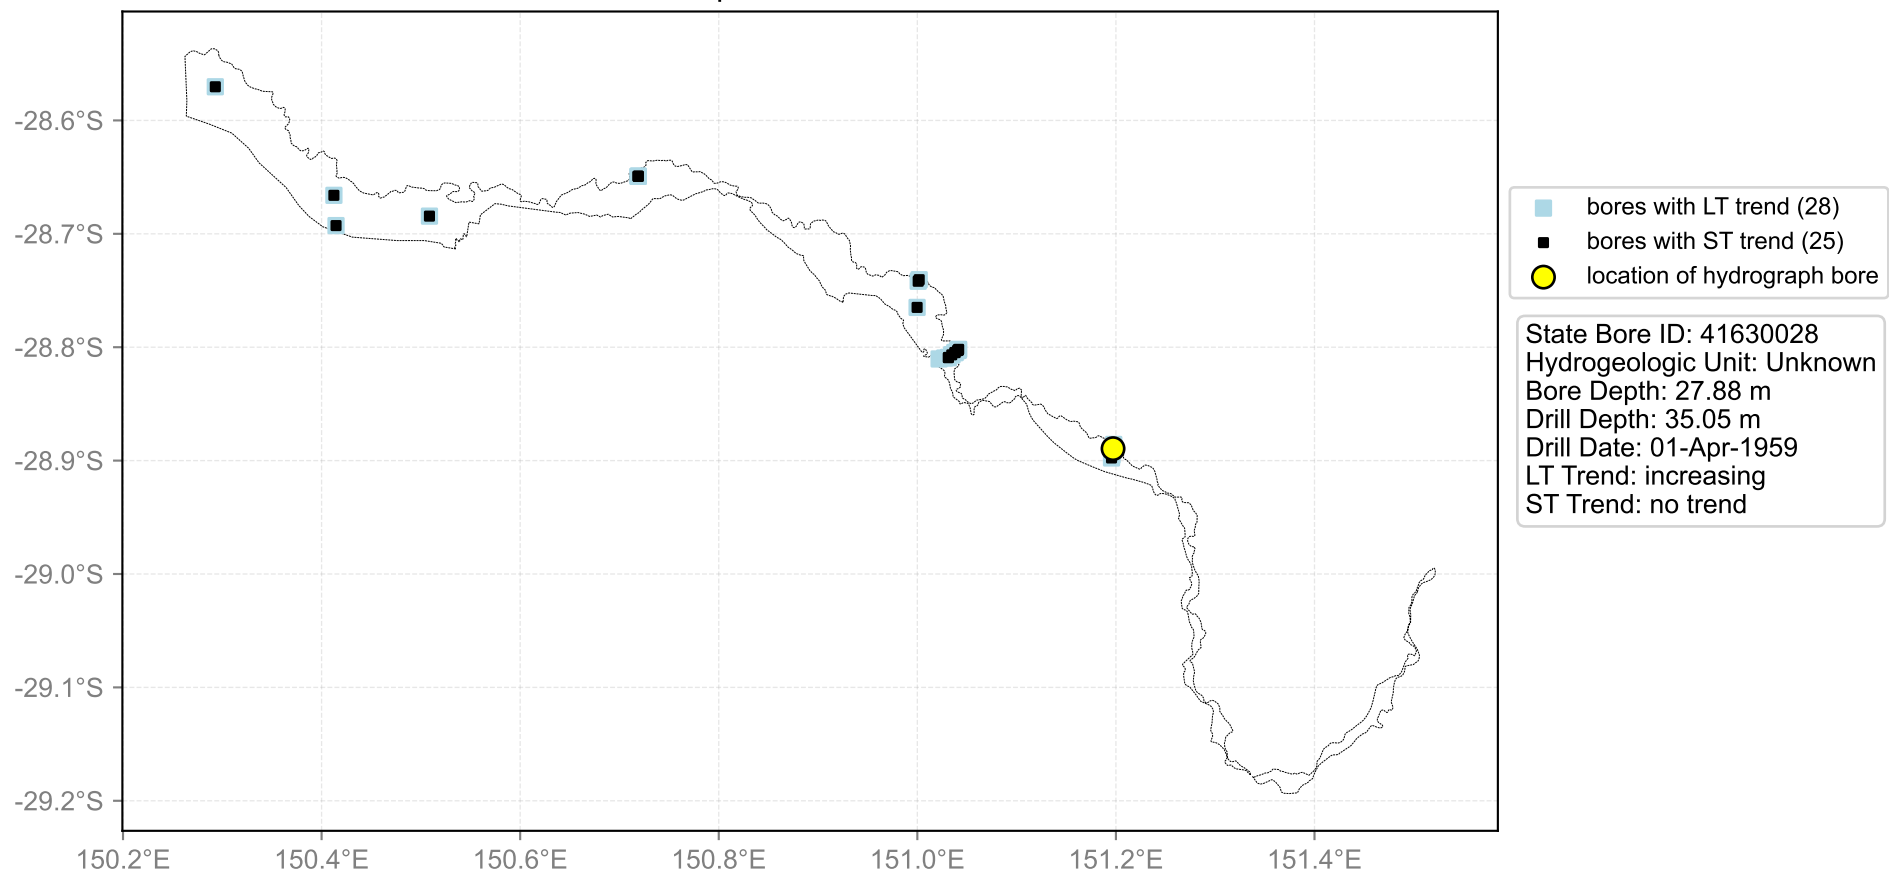 -28.6°S
-28.7°S
-28.8°S
-28.9°S
-29.0°S
-29.1°S
-29.2°S
150.2°E
150.4°E
150.6°E
150.8°E
151.0°E
151.2°E
151.4°E
bores with LT trend (28)
bores with ST trend (25)
location of hydrograph bore
State Bore ID: 41630028
Hydrogeologic Unit: Unknown
Bore Depth: 27.88 m
Drill Depth: 35.05 m
Drill Date: 01-Apr-1959
LT Trend: increasing
ST Trend: no trend